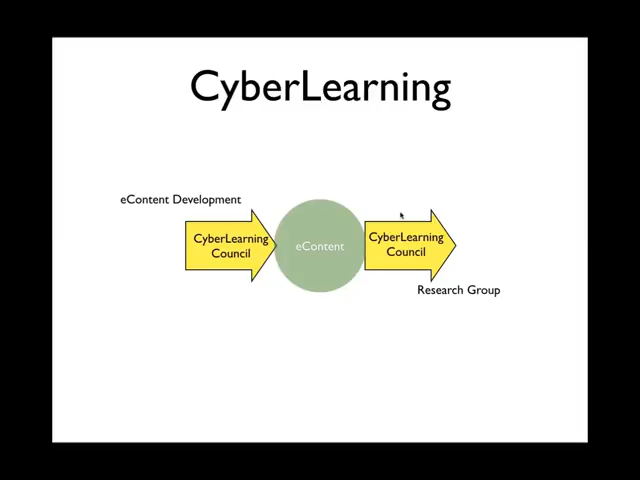 CyberLearning
eContent Development
CyberLearning
Council
eContent
CyberLearning
Council
Research Group